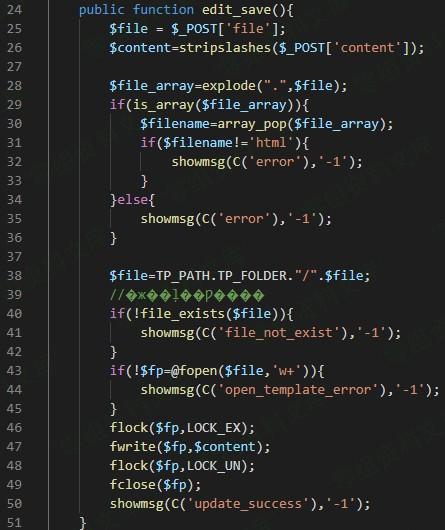 24 public function edit_save(){
25 $file = $_POST['file'];
26 $content=stripslashes($_POST['content']);
27
28 $file_array=explode(".",$file);
29 if(is_array($file_array)){
30 $filename=array_pop($file_array);
31 if($filename!='html'){
32 showmsg(C('error'),'-1');
33 }
34 }else{
35 showmsg(C('error'),'-1');
36 }
37
38 $file=TP_PATH.TP_FOLDER."/".$file;
39 //�ж��ļ��Ƿ����
40 if(!file_exists($file)){
41 showmsg(C('file_not_exist'),'-1');
42 }
43 if(!$fp=@fopen($file,'w+')){
44 showmsg(C('open_template_error'),'-1');
45 }
46 flock($fp,LOCK_EX);
47 fwrite($fp,$content);
48 flock($fp,LOCK_UN);
49 fclose($fp);
50 showmsg(C('update_success'),'-1');
51 }